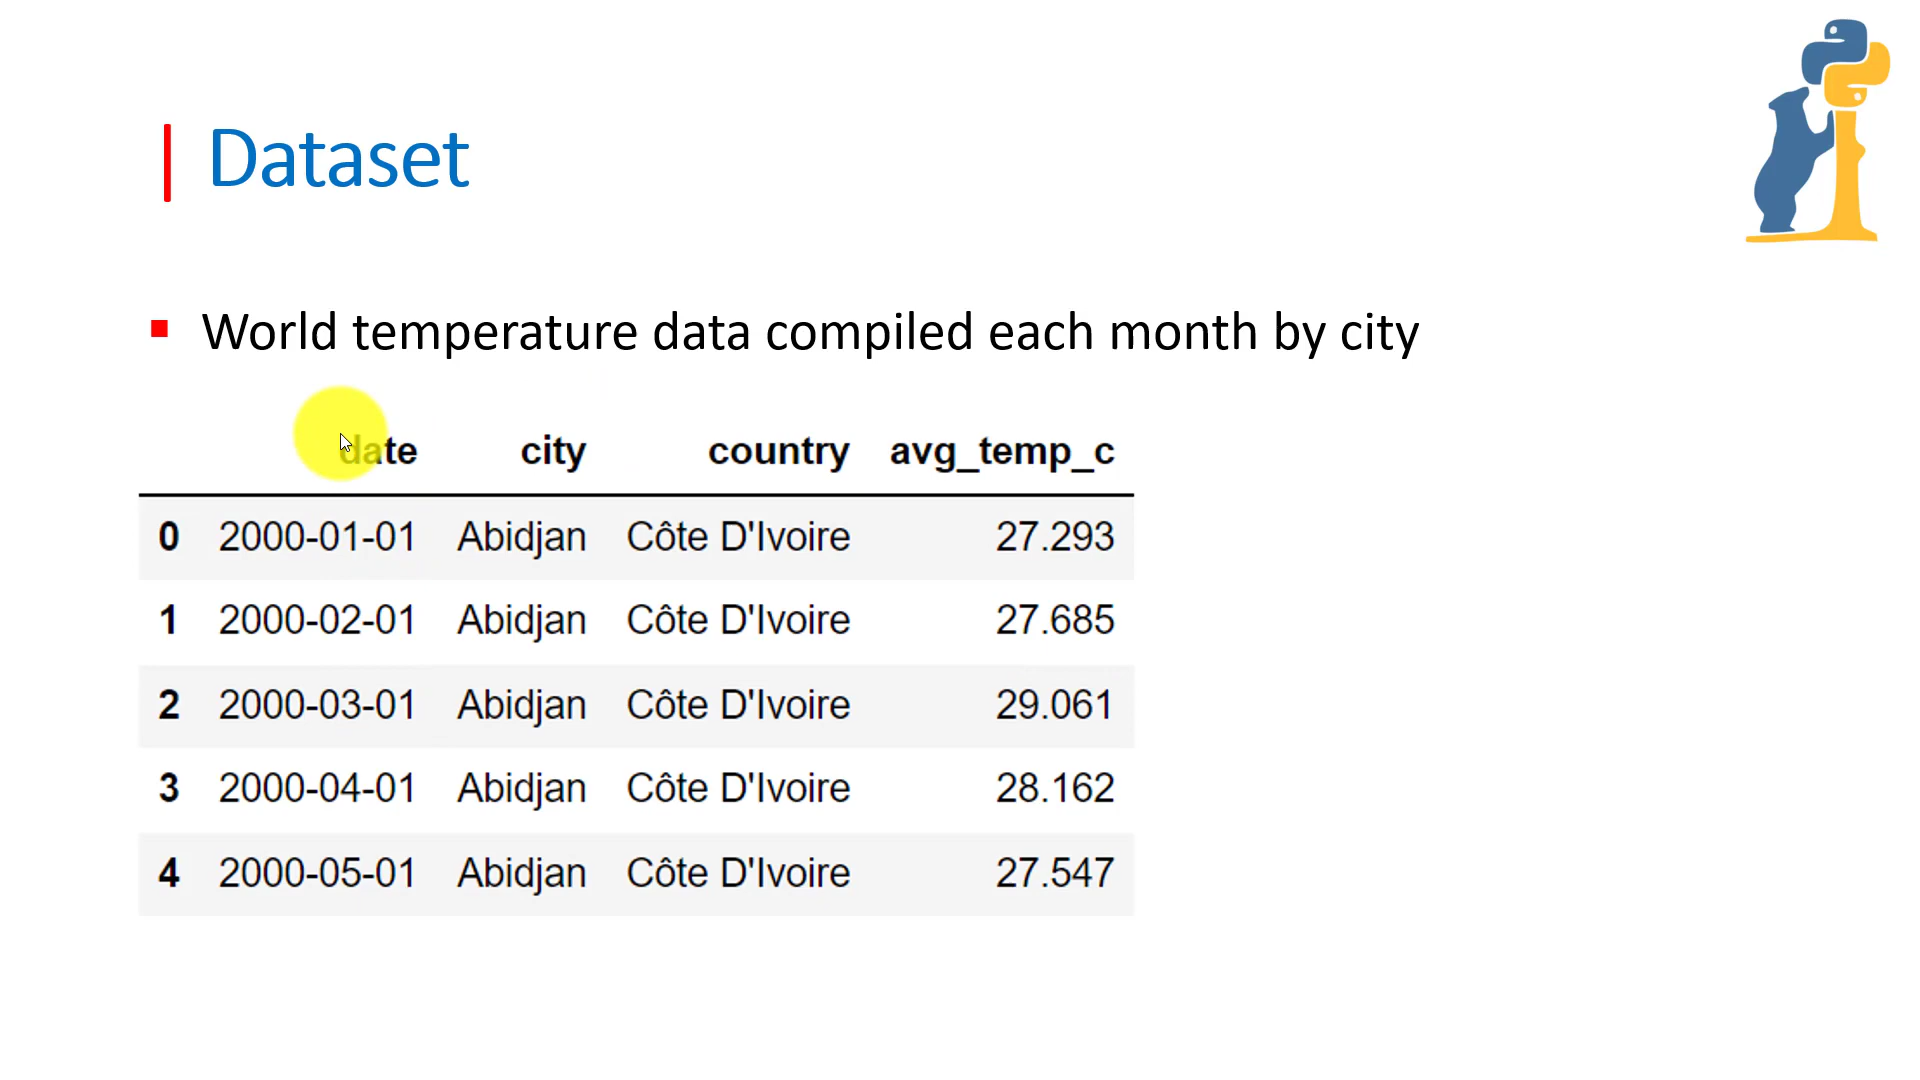 Dataset
World temperature data compiled each month by city
date city country avg_temp_c
0 2000-01-01 Abidjan Côte D'Ivoire 27.293
1 2000-02-01 Abidjan Côte D'Ivoire 27.685
2 2000-03-01 Abidjan Côte D'Ivoire 29.061
3 2000-04-01 Abidjan Côte D'Ivoire 28.162
4 2000-05-01 Abidjan Côte D'Ivoire 27.547